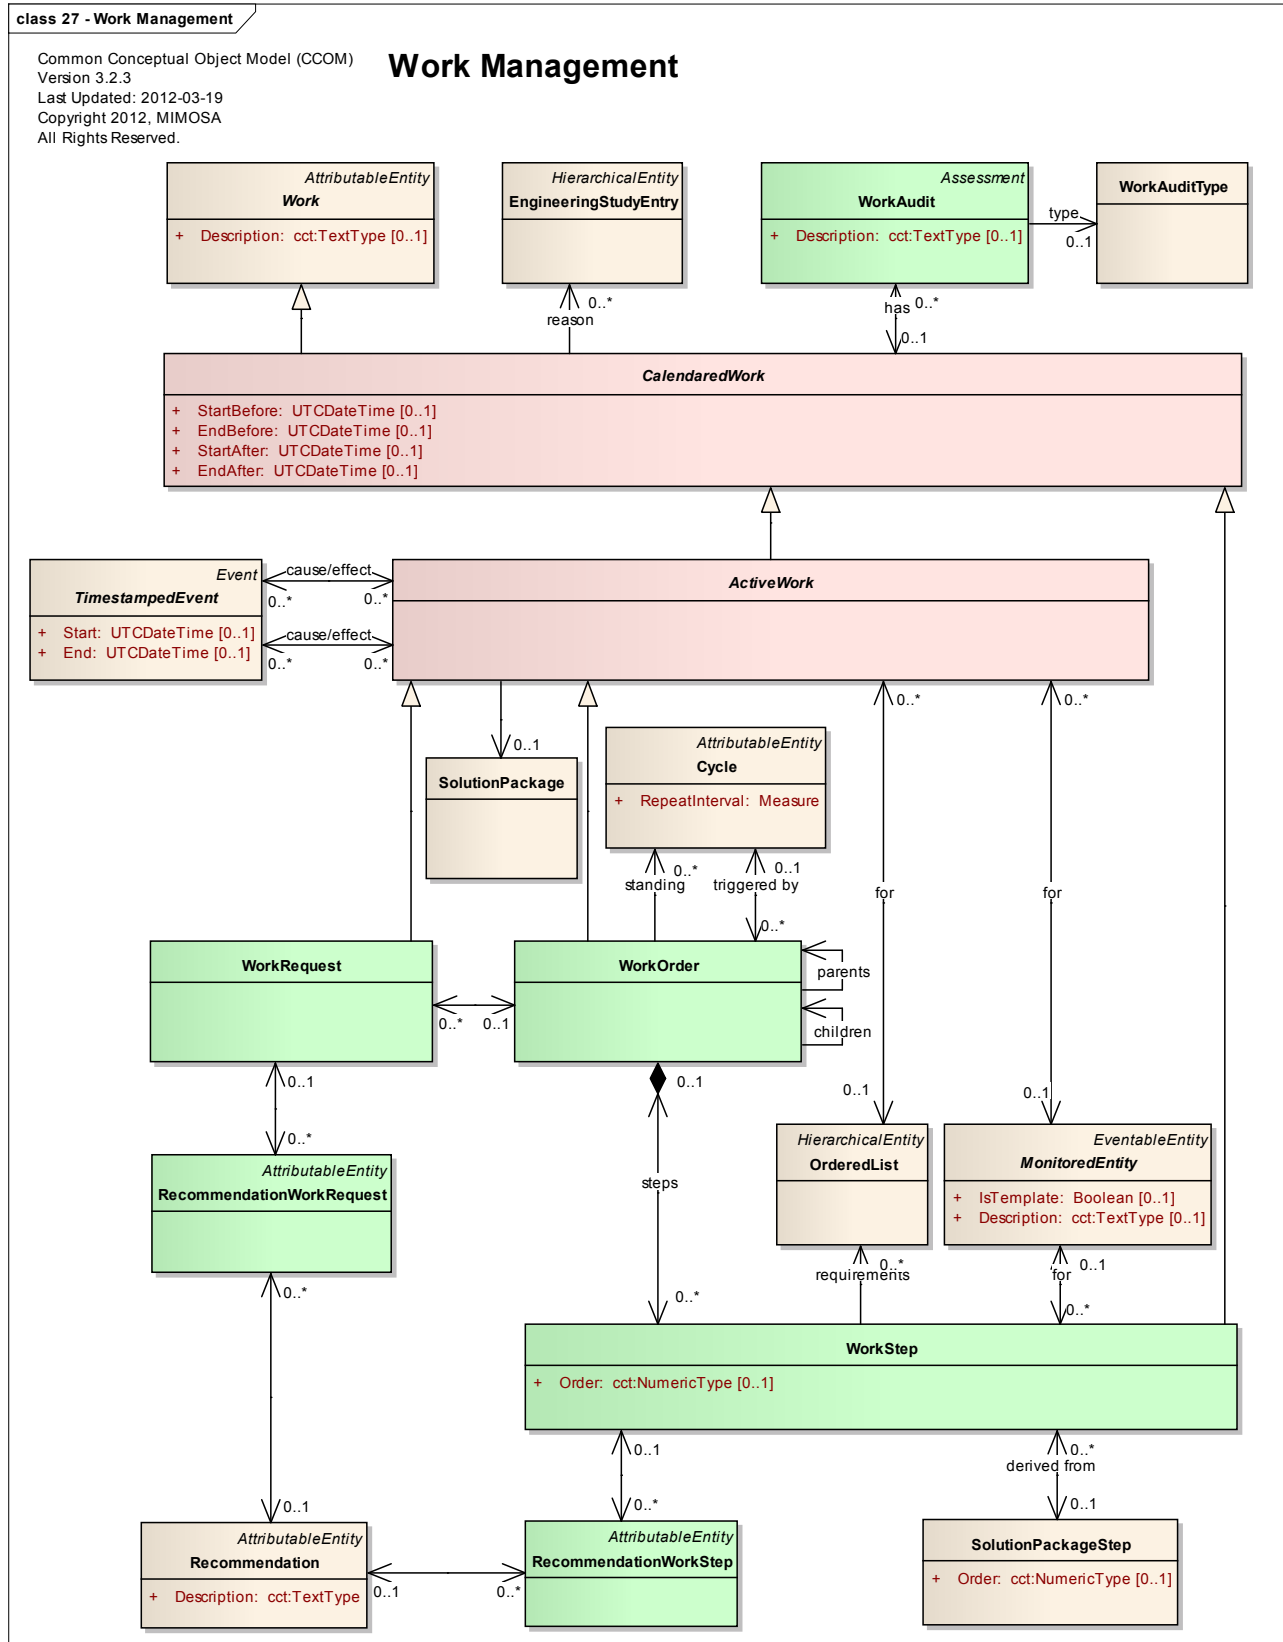 class 27 - Work Management
Common Conceptual Object Model (CCOM)
Version 3.2.3
Last Updated: 2012-03-19
Copyright 2012, MIMOSA
All Rights Reserved.
Work Management
AttributableEntity
Work
+ Description: cct:TextType [0..1]
HierarchicalEntity
EngineeringStudyEntry
Assessment
WorkAudit
+ Description: cct:TextType [0..1]
type
0..1
WorkAuditType
0..*
reason
has
0..*
0..1
CalendaredWork
+ StartBefore: UTCDateTime [0..1]
+ EndBefore: UTCDateTime [0..1]
+ StartAfter: UTCDateTime [0..1]
+ EndAfter: UTCDateTime [0..1]
Event
TimestampedEvent
+ Start: UTCDateTime [0..1]
+ End: UTCDateTime [0..1]
cause/effect
0..*
0..*
cause/effect
0..*
0..*
ActiveWork
0..1
SolutionPackage
AttributableEntity
Cycle
+ RepeatInterval: Measure
0..*
standing
0..1
triggered by
0..*
0..*
for
0..1
0..*
for
0..1
WorkRequest
0..*
0..1
WorkOrder
parents
children
0..1
0..*
0..1
steps
0..*
AttributableEntity
RecommendationWorkRequest
HierarchicalEntity
OrderedList
EventableEntity
MonitoredEntity
+ IsTemplate: Boolean [0..1]
+ Description: cct:TextType [0..1]
0..*
requirements
0..1
for
0..*
0..*
0..1
WorkStep
+ Order: cct:NumericType [0..1]
0..1
0..*
0..*
derived from
0..1
AttributableEntity
Recommendation
+ Description: cct:TextType
0..1
0..*
AttributableEntity
RecommendationWorkStep
SolutionPackageStep
+ Order: cct:NumericType [0..1]